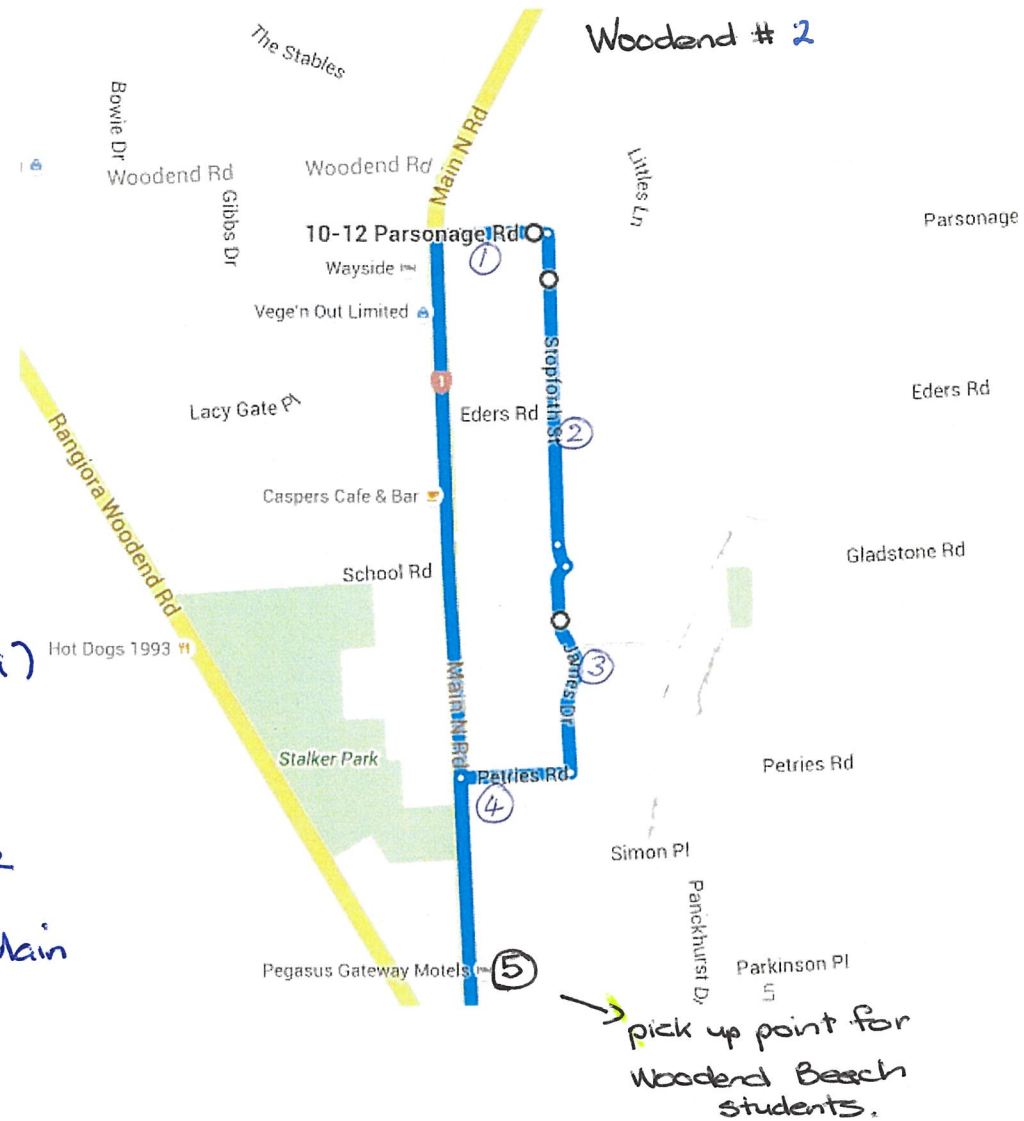 Woodend # 2
The Stables
Bowie Dr
Main N Rd
Woodend Rd
Woodend Rd
Littles Ln
Gibbs Dr
Parsonage
10-12 Parsonage Rd
1
Wayside
Vege'n Out Limited
Stopforth St
1
Eders Rd
Lacy Gate Pl
Eders Rd
2
Rangiora Woodend Rd
Caspers Cafe & Bar
Gladstone Rd
School Rd
Hot Dogs 1993
James Dr
3
Main N Rd
Stalker Park
Petries Rd
Petries Rd
4
Simon Pl
Main
Panckhurst Dr
Pegasus Gateway Motels
5
Parkinson Pl
pick up point for
Woodend Beach
students.